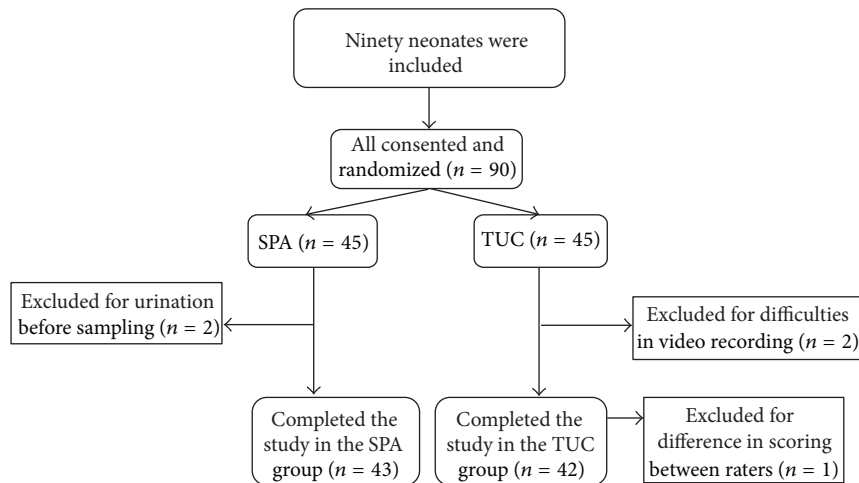 Ninety neonates were
included
All consented and
randomized (n = 90)
SPA (n = 45)
TUC (n = 45)
Excluded for urination
before sampling (n = 2)
Excluded for difficulties
in video recording (n = 2)
Completed the
study in the SPA
group (n = 43)
Completed the
study in the TUC
group (n = 42)
Excluded for
difference in scoring
between raters (n = 1)